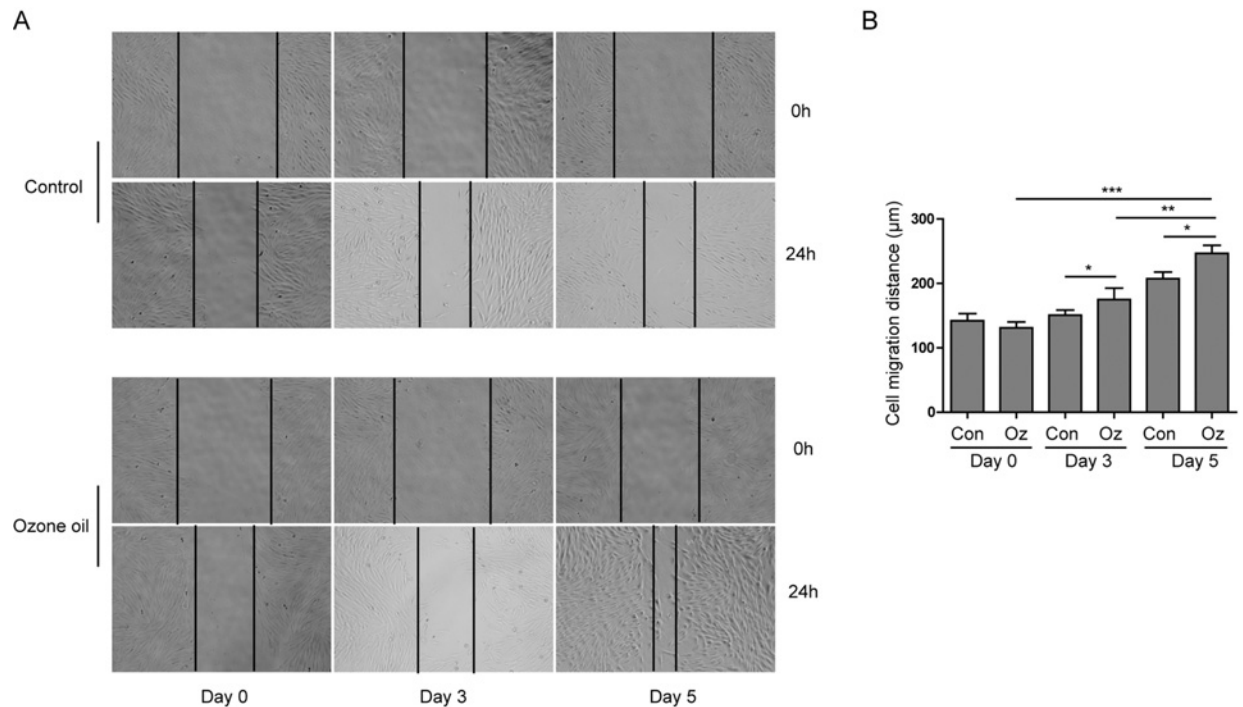 A
Control
0h
24h
Ozone oil
0h
24h
Day 0 Day 3 Day 5
B
Cell migration distance (μm)
300
200
100
0
***
**
*
*
Con Oz Con Oz Con Oz
Day 0 Day 3 Day 5